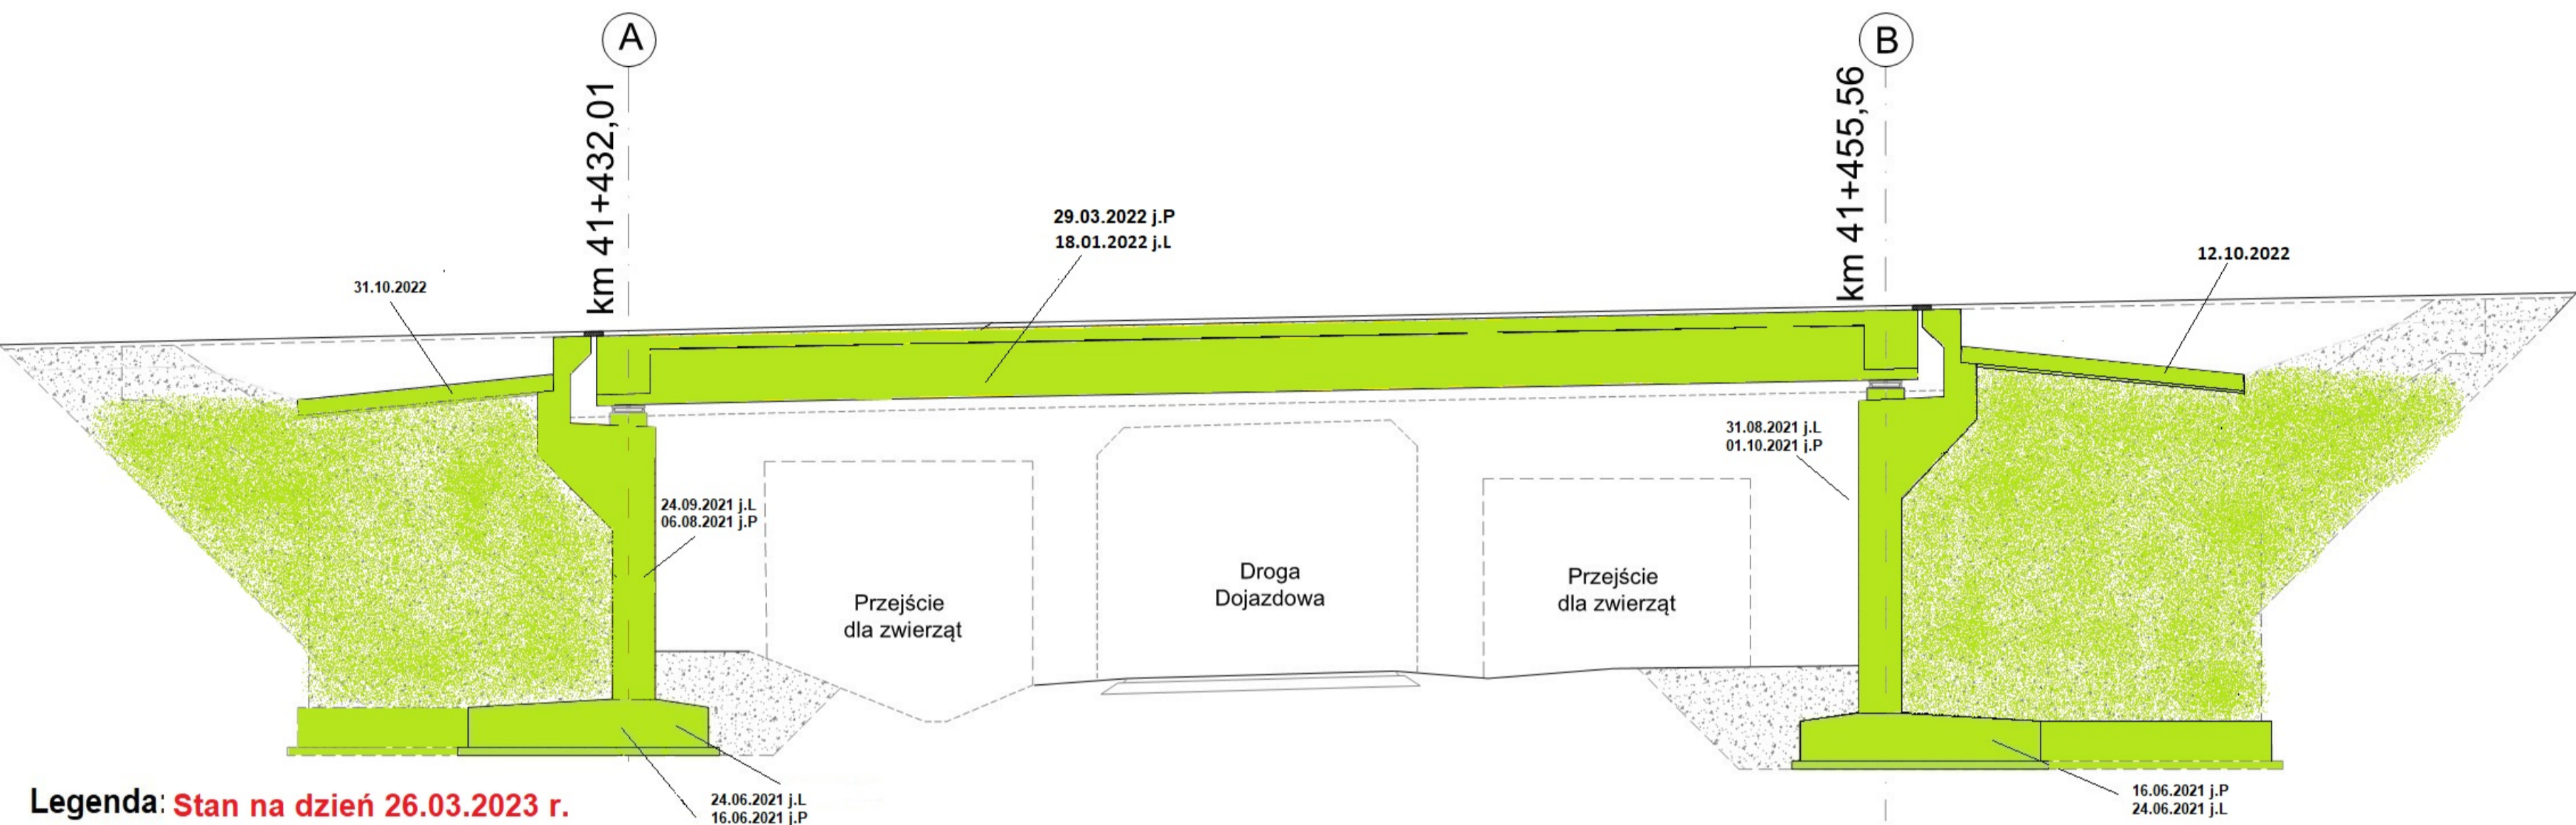 A
B
km 41+432,01
km 41+455,56
29.03.2022 j.P
18.01.2022 j.L
12.10.2022
31.10.2022
31.08.2021 j.L
01.10.2021 j.P
24.09.2021 j.L
06.08.2021 j.P
Przejście
dla zwierząt
Droga
Dojazdowa
Przejście
dla zwierząt
Legenda: Stan na dzień 26.03.2023 r.
24.06.2021 j.L
16.06.2021 j.P
16.06.2021 j.P
24.06.2021 j.L